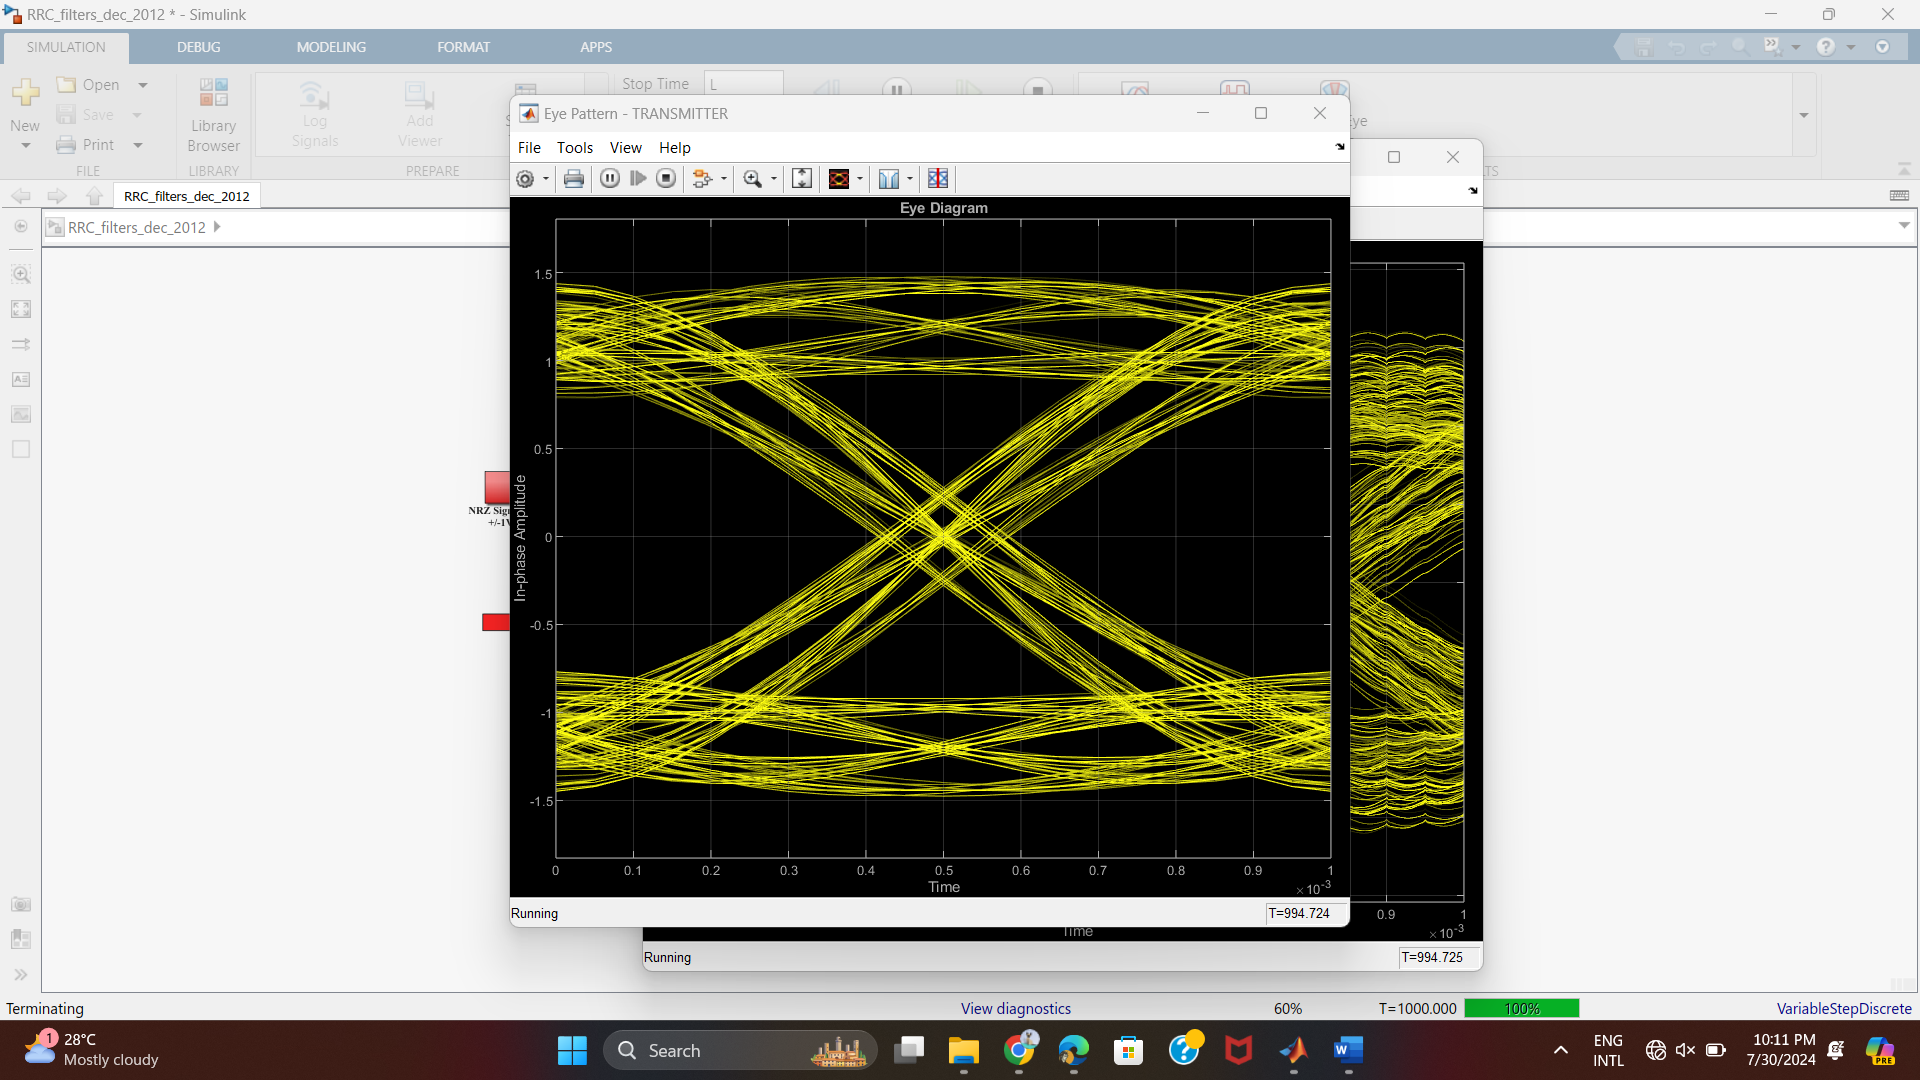 RRC_filters_dec_2012 * - Simulink
SIMULATION DEBUG MODELING FORMAT APPS
New
Open
Save
Print
FILE
Library
Browser
LIBRARY
Log
Signals
Add
Viewer
PREPARE
Stop Time
RRC_filters_dec_2012
RRC_filters_dec_2012
Eye Pattern - TRANSMITTER
File Tools View Help
Eye Diagram
1.5
1
0.5
0
-0.5
-1
-1.5
In-phase Amplitude
0 0.1 0.2 0.3 0.4 0.5 0.6 0.7 0.8 0.9 1
Time
×10-3
Running
T=994.724
NRZ
+/-1V
0.9 1
Time
×10-3
Running
T=994.725
Terminating
View diagnostics
60%
T=1000.000
100%
VariableStepDiscrete
1
28°C
Mostly cloudy
Search
ENG
INTL
10:11 PM
7/30/2024
PRE